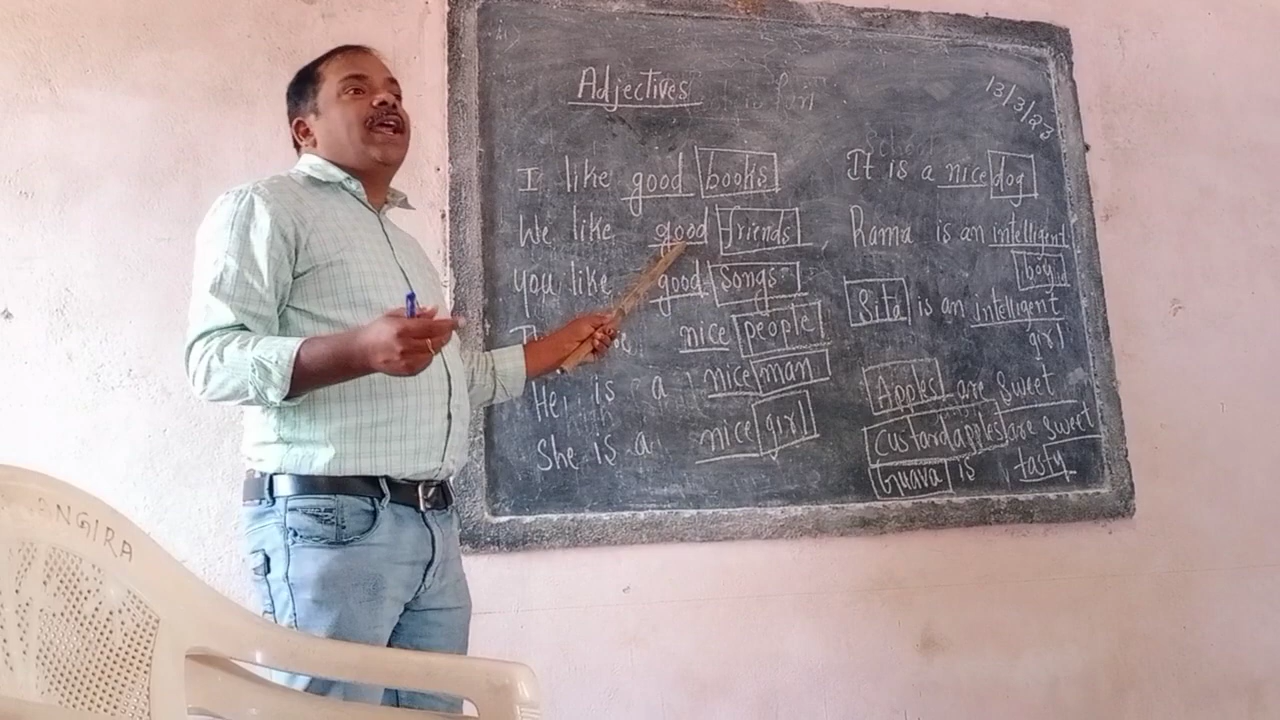 Adjectives
13/3/23
I like good books
We like good friends,
you like good songs
nice people
He is a nice man
She is a nice girl
It is a nice dog
Rama is an intelligent
boy
Sita is an intelligent
girl
Apples are sweet
Custard apples are sweet
Guava is tasty
ANGIRA